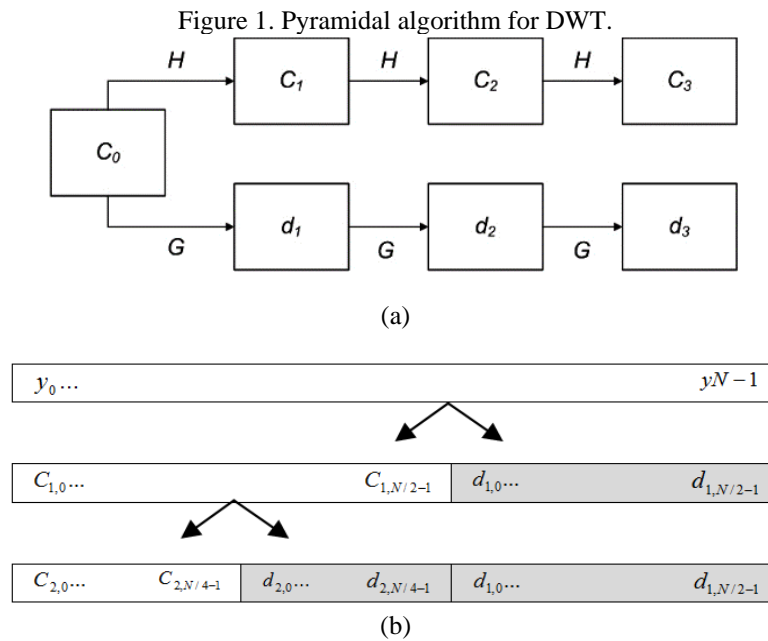 Figure 1. Pyramidal algorithm for DWT.
H H H
C₁ C₂ C₃
C₀
d₁ d₂ d₃
G G G
(a)
y₀... yN−1
C₁,₀... C₁,N/2−1 d₁,₀... d₁,N/2−1
C₂,₀... C₂,N/4−1 d₂,₀... d₂,N/4−1 d₁,₀... d₁,N/2−1
(b)